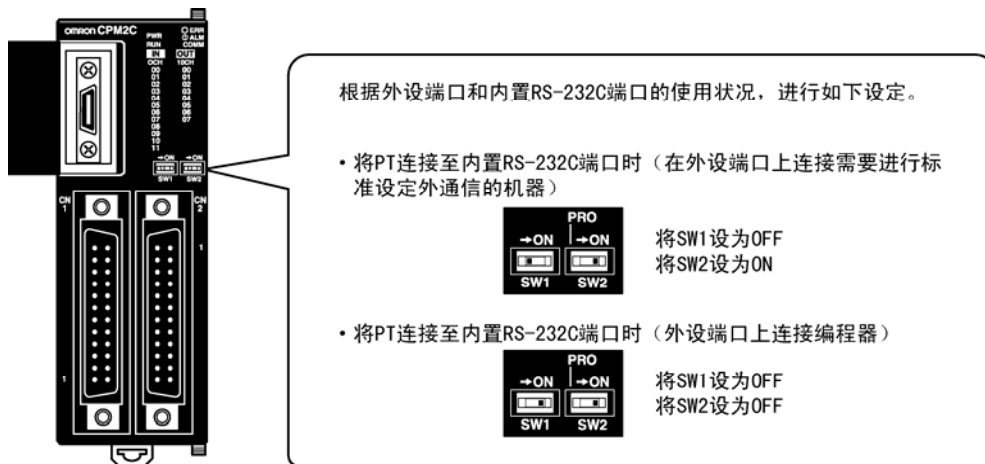 omron CPM2C
PWR
RUN
ERR
ALM
COMM
IN
OUT
0CH
10CH
00
01
02
03
04
05
06
07
08
09
10
11
00
01
02
03
04
05
06
07
→ON
→ON
SW1
SW2
CN
1
CN
2
1
1
根据外设端口和内置RS-232C端口的使用状况，进行如下设定。
・将PT连接至内置RS-232C端口时（在外设端口上连接需要进行标
准设定外通信的机器）
PRO
→ON
→ON
SW1
SW2
将SW1设为OFF
将SW2设为ON
・将PT连接至内置RS-232C端口时（外设端口上连接编程器）
PRO
→ON
→ON
SW1
SW2
将SW1设为OFF
将SW2设为OFF